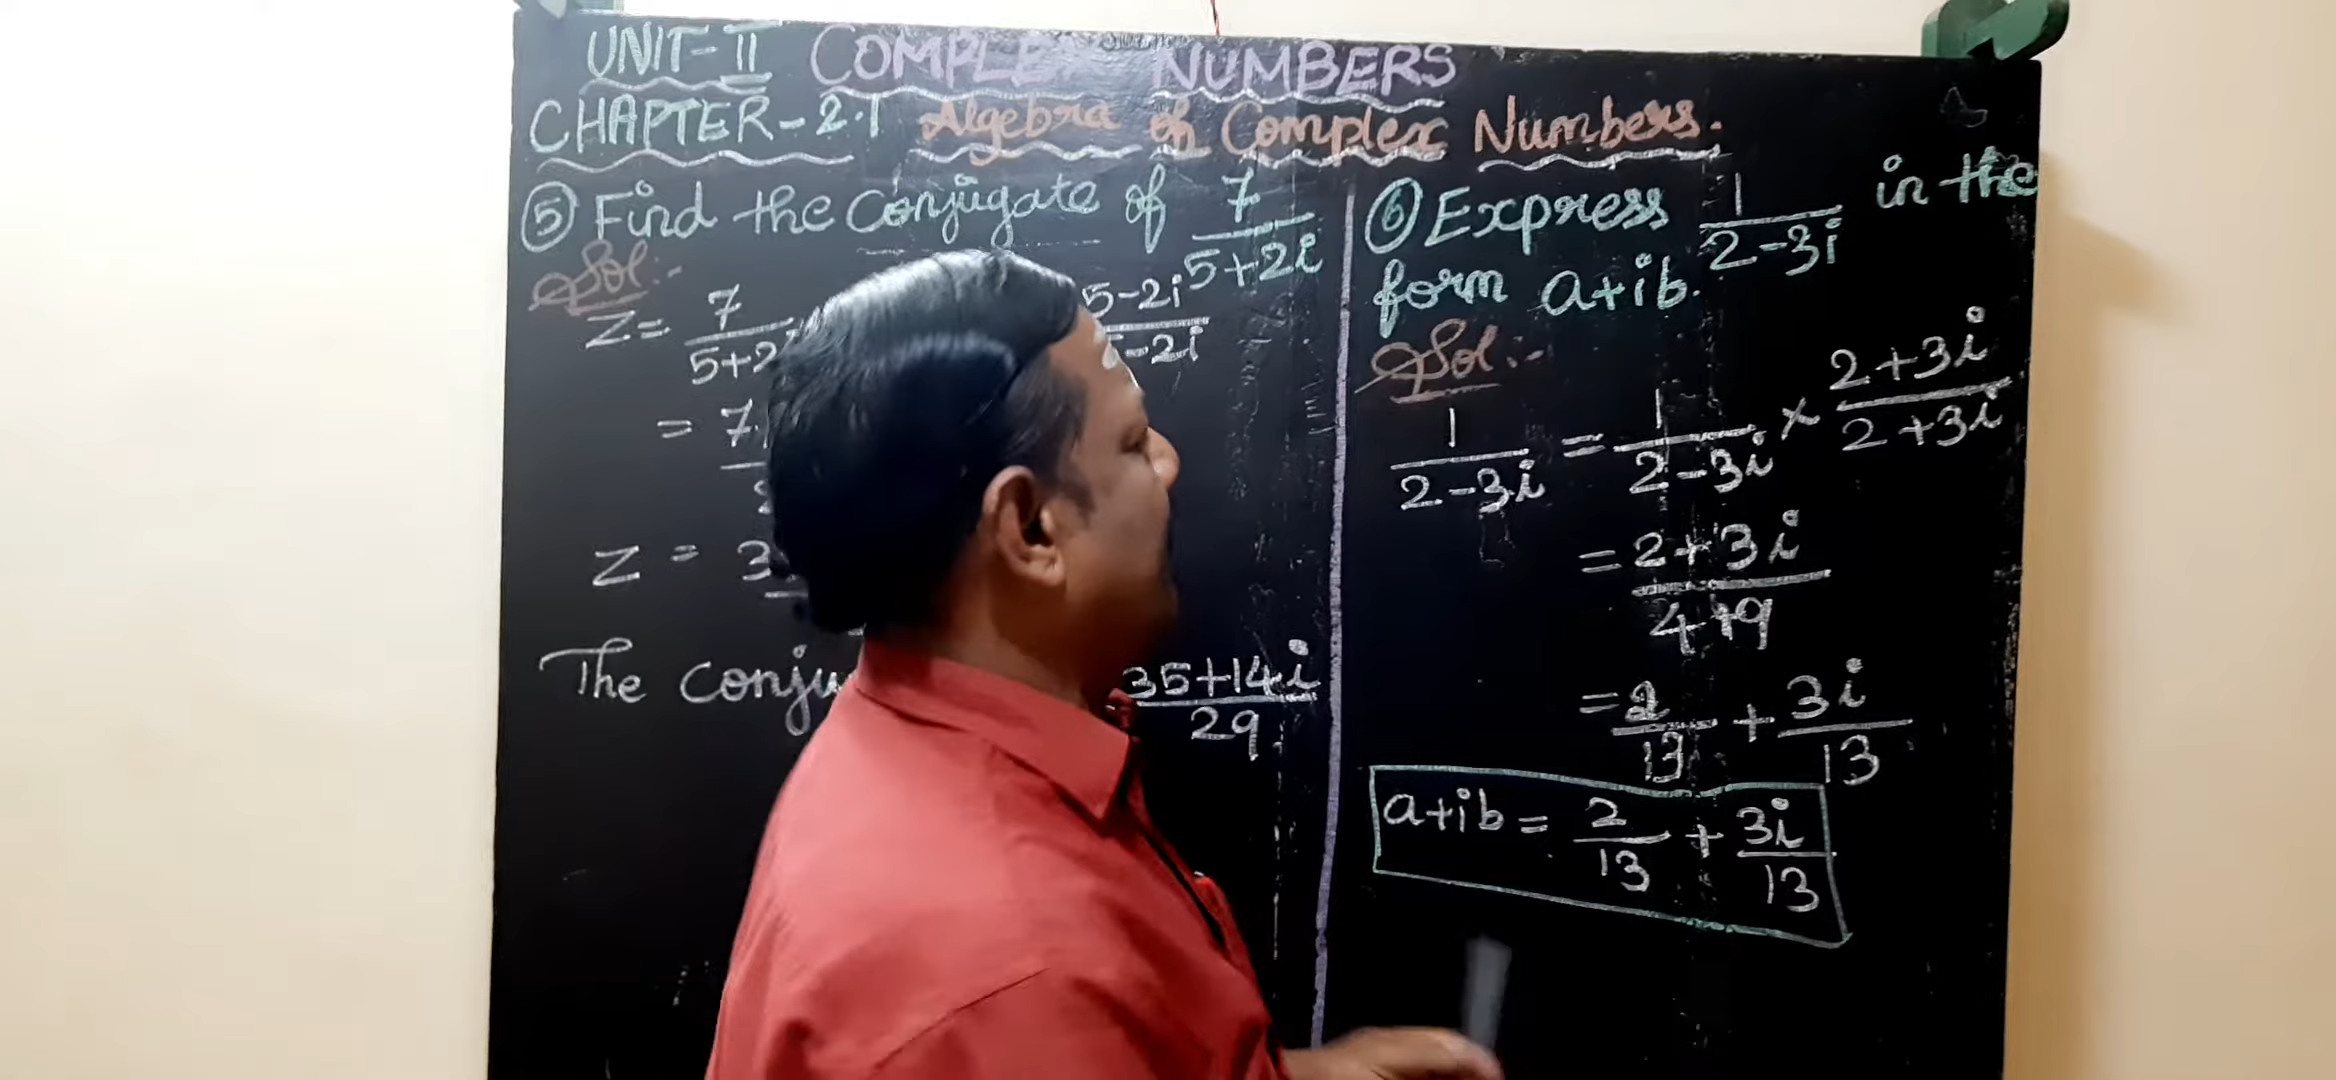 UNIT-II COMPLE NUMBERS
CHAPTER-2.1 Algebra of Complex Numbers.
⑤ Find the Conjugate of 7/(5+2i)
Sol:-
Z= 7/5+2 5-2i/-2i
= 7.
Z = 3
The conju 35+14i/29
⑥ Express 1/(2-3i) in the
form a+ib.
Sol:-
1/(2-3i) = 1/(2-3i) × (2+3i)/(2+3i)
= (2+3i)/(4+9)
= 2/13 + 3i/13
a+ib = 2/13 + 3i/13